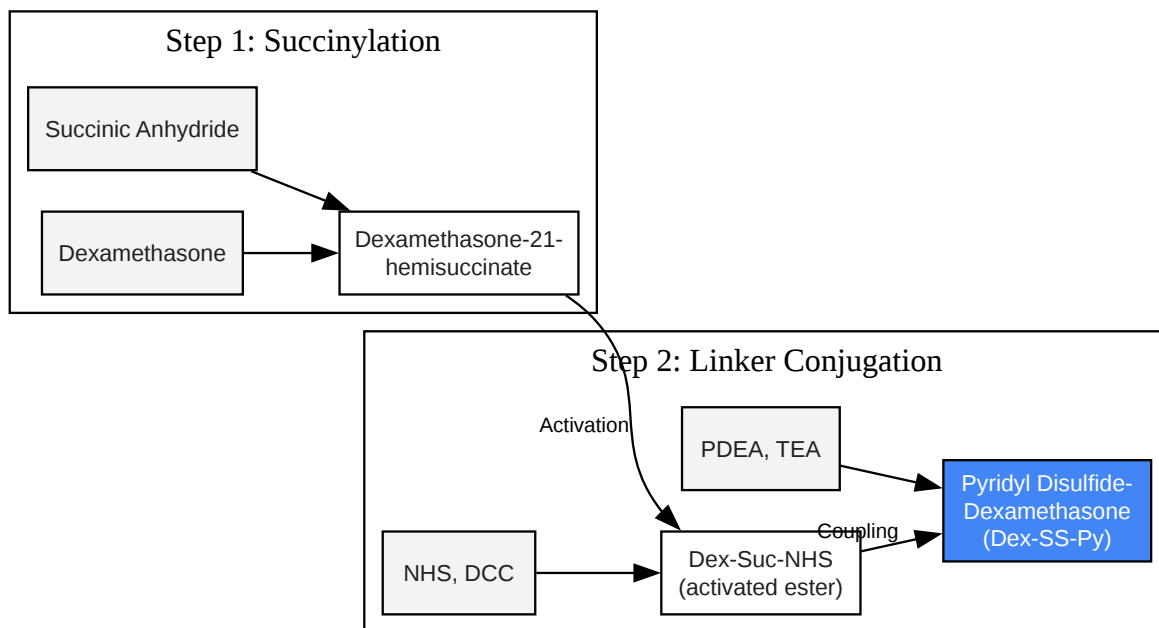 Step 1: Succinylation
Succinic Anhydride
Dexamethasone
Dexamethasone-21-
hemisuccinate
Step 2: Linker Conjugation
Activation
PDEA, TEA
NHS, DCC
Dex-Suc-NHS
(activated ester)
Coupling
Pyridyl Disulfide-
Dexamethasone
(Dex-SS-Py)